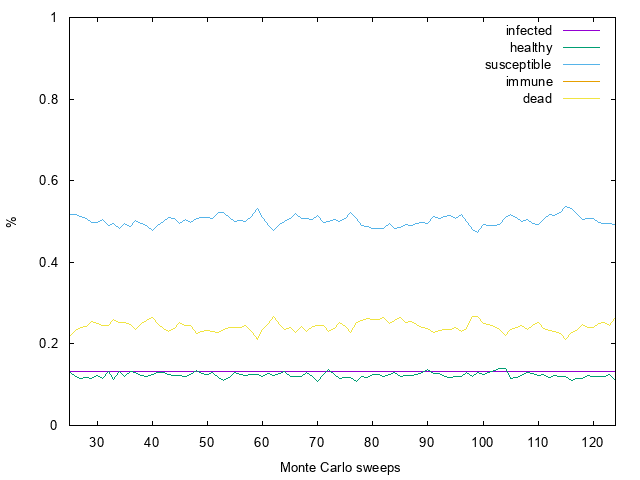 1
0.8
0.6
0.4
0.2
0
%
infected
healthy
susceptible
immune
dead
30 40 50 60 70 80 90 100 110 120
Monte Carlo sweeps